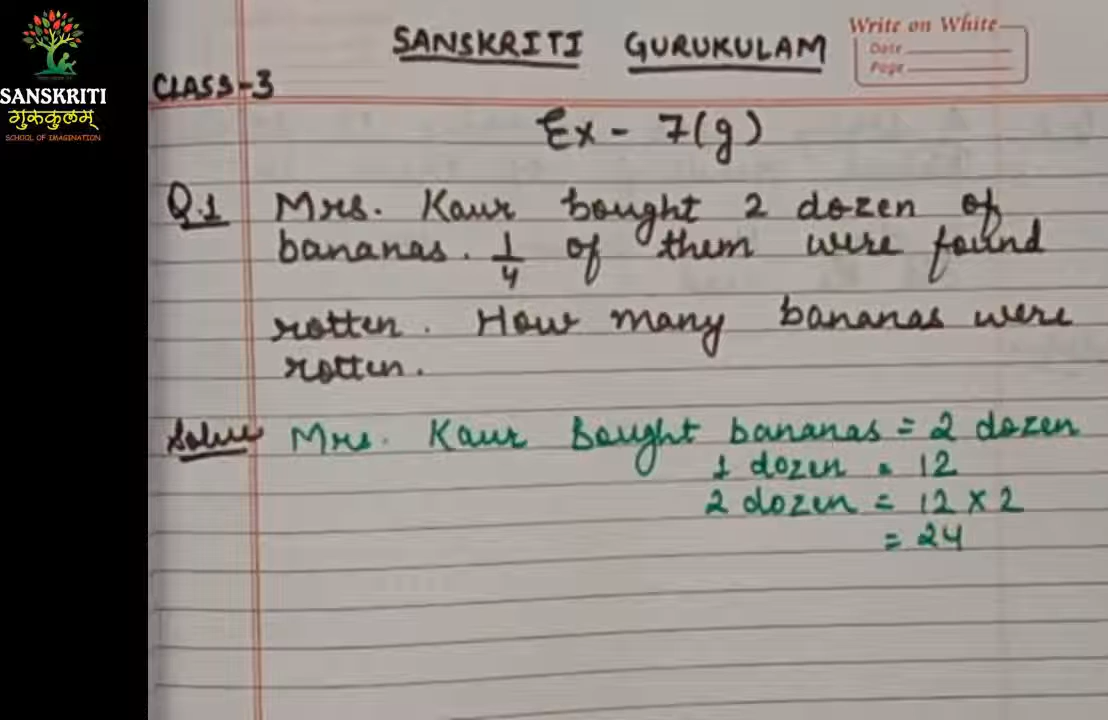 SANSKRITI
गुरुकुलम्
SCHOOL OF IMAGINATION
SANSKRITI GURUKULAM
Write on White
Date
Page
CLASS-3
Ex - 7(g)
Q.1 Mrs. Kaur bought 2 dozen of
bananas. 1/4 of them were found
rotten. How many bananas were
rotten.
Solve Mrs. Kaur Bought bananas = 2 dozen
1 dozen = 12
2 dozen = 12 × 2
= 24